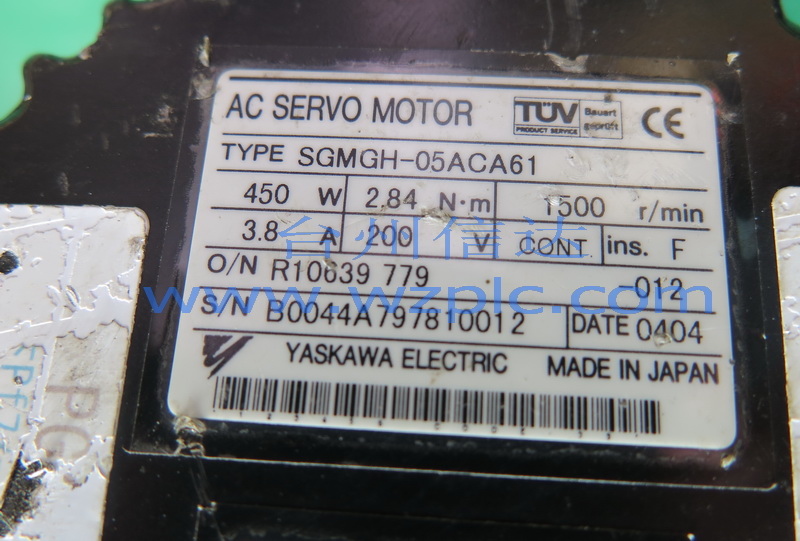 AC SERVO MOTOR TÜV PRODUCT SERVICE Bauart geprüft CE
TYPE SGMGH-05ACA61
450 W 2.84 N·m 1500 r/min
3.8 A 200 V CONT. ins. F
台州信达
O/N R10639 779 -012
www.wzplc.com
S/N B0044A797810012 DATE 0404
YASKAWA ELECTRIC MADE IN JAPAN
PG